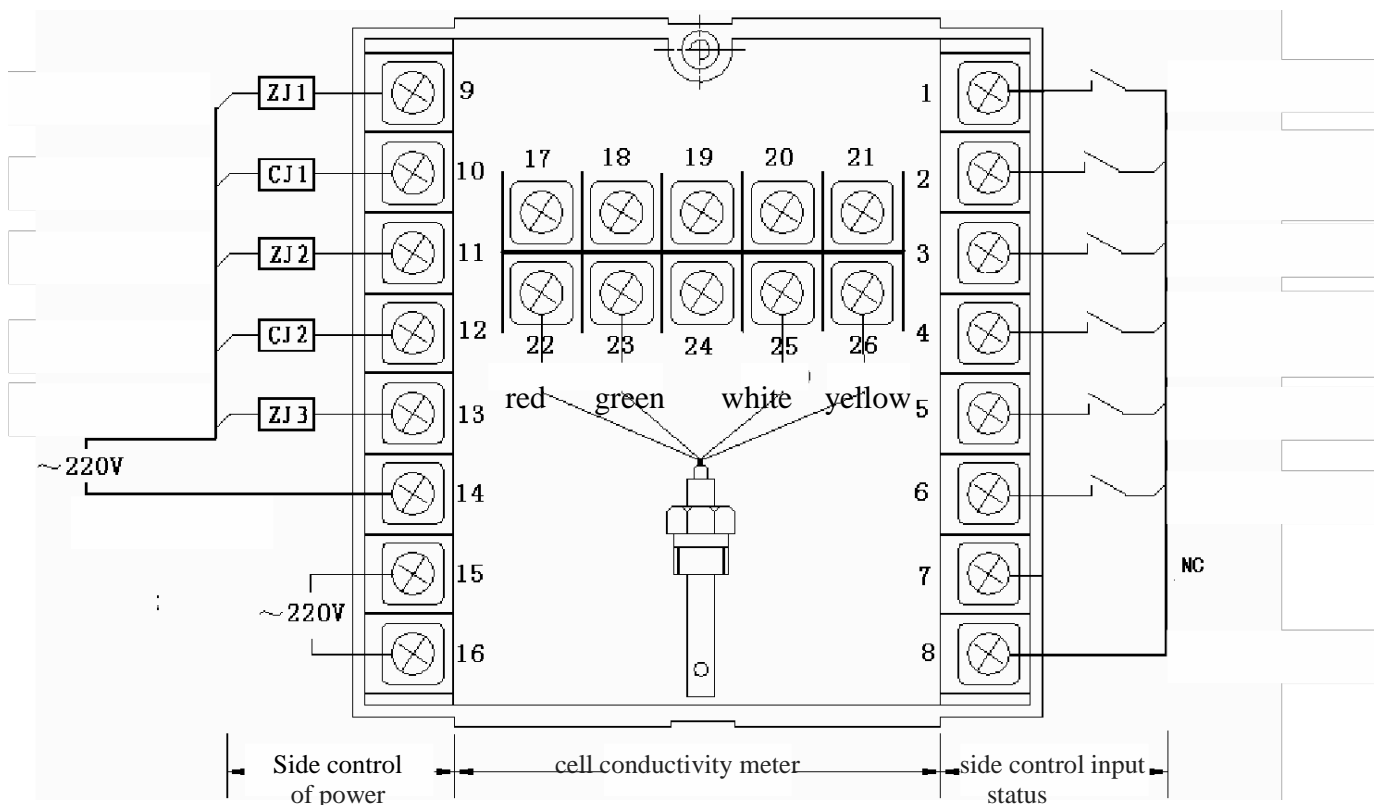 ZJ1 9
CJ1 10
ZJ2 11
CJ2 12
ZJ3 13
~220V
14
15
~220V
16
17 18 19 20 21
22 23 24 25 26
red green white yellow
1
2
3
4
5
6
7
8
NC
Side control
of power
cell conductivity meter
side control input
status